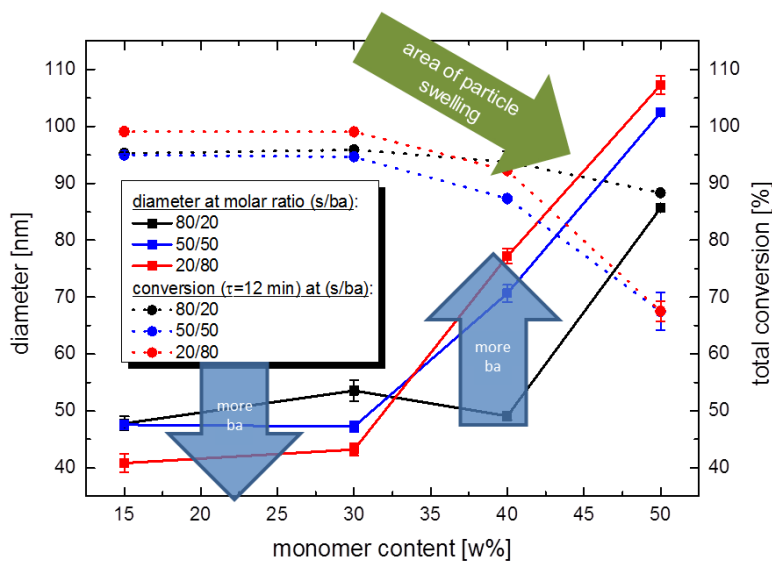 area of particle
swelling
110
100
90
80
70
60
50
40
diameter [nm]
110
100
90
80
70
60
50
40
total conversion [%]
diameter at molar ratio (s/ba):
80/20
50/50
20/80
conversion (τ=12 min) at (s/ba):
80/20
50/50
20/80
more
ba
more
ba
15 20 25 30 35 40 45 50
monomer content [w%]